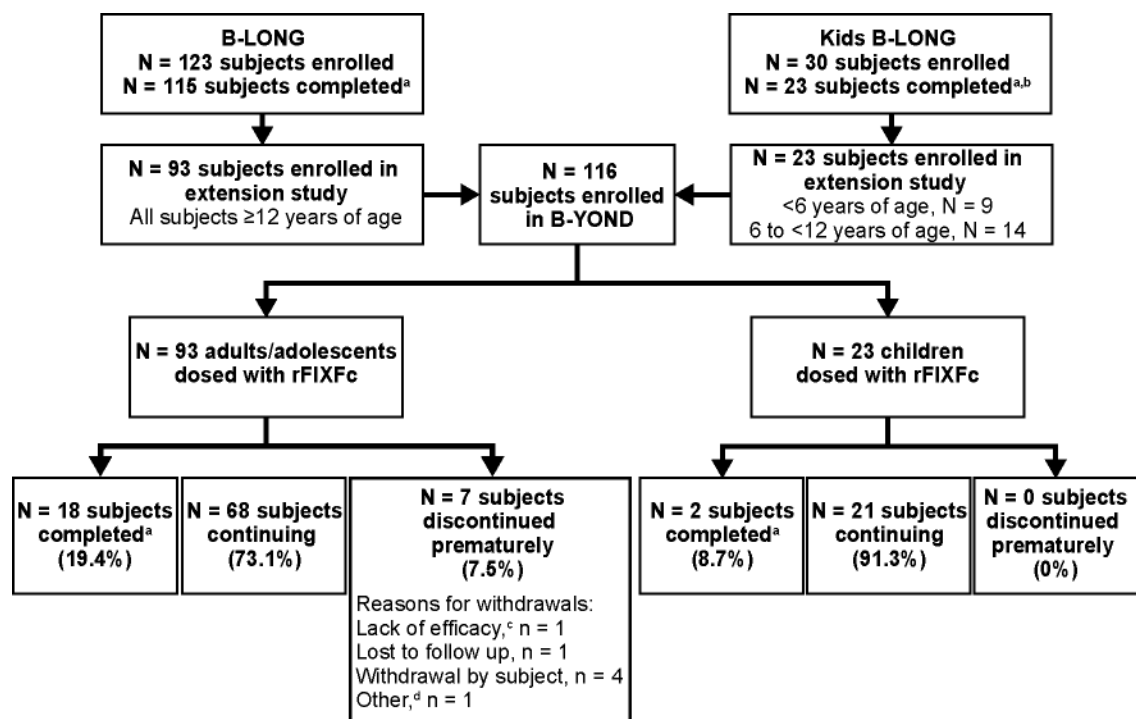 B-LONG
N = 123 subjects enrolled
N = 115 subjects completedᵃ
Kids B-LONG
N = 30 subjects enrolled
N = 23 subjects completedᵃ,ᵇ
N = 93 subjects enrolled in
extension study
All subjects ≥12 years of age
N = 116
subjects enrolled
in B-YOND
N = 23 subjects enrolled in
extension study
<6 years of age, N = 9
6 to <12 years of age, N = 14
N = 93 adults/adolescents
dosed with rFIXFc
N = 23 children
dosed with rFIXFc
N = 18 subjects
completedᵃ
(19.4%)
N = 68 subjects
continuing
(73.1%)
N = 7 subjects
discontinued
prematurely
(7.5%)
Reasons for withdrawals:
Lack of efficacy,ᶜ n = 1
Lost to follow up, n = 1
Withdrawal by subject, n = 4
Other,ᵈ n = 1
N = 2 subjects
completedᵃ
(8.7%)
N = 21 subjects
continuing
(91.3%)
N = 0 subjects
discontinued
prematurely
(0%)